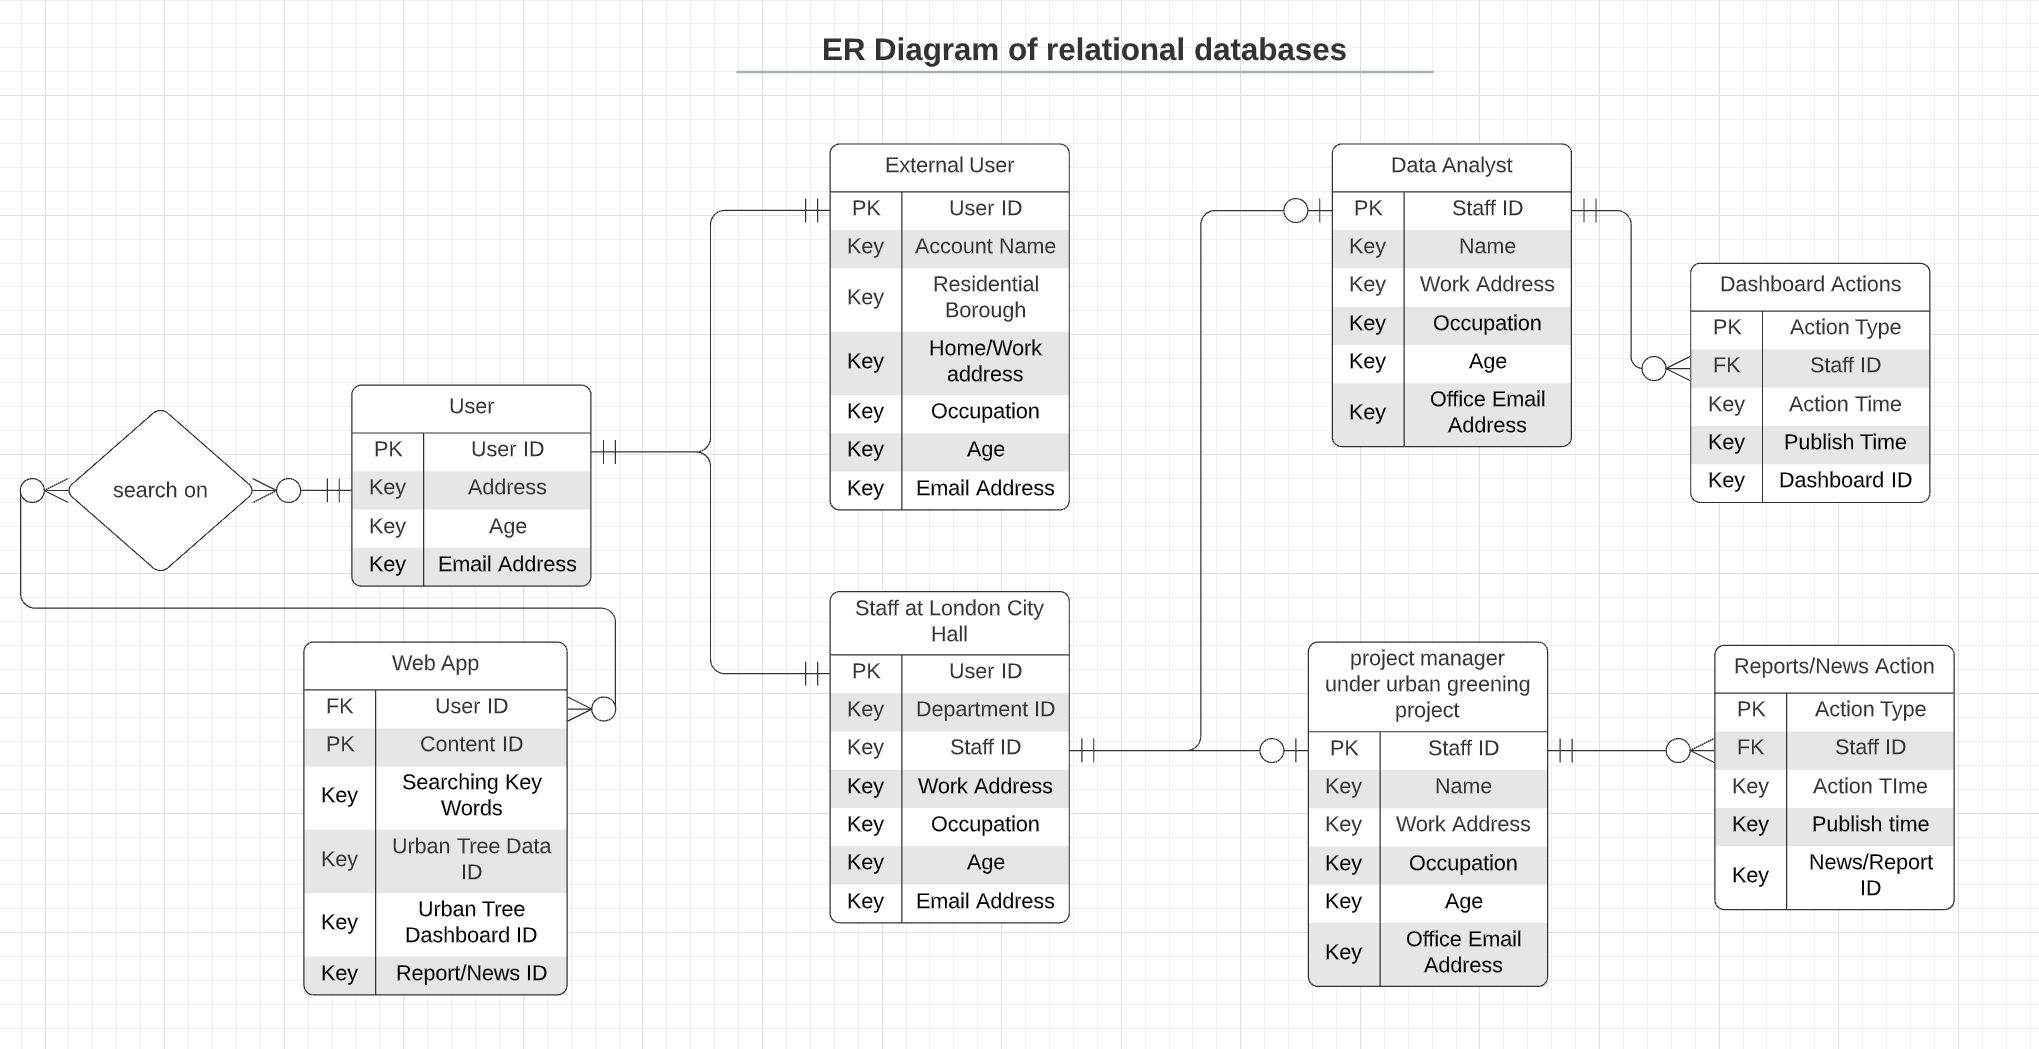 ER Diagram of relational databases
External User
PK User ID
Key Account Name
Key Residential
Borough
Key Home/Work
address
Key Occupation
Key Age
Key Email Address
Data Analyst
PK Staff ID
Key Name
Key Work Address
Key Occupation
Key Age
Key Office Email
Address
Dashboard Actions
PK Action Type
FK Staff ID
Key Action Time
Key Publish Time
Key Dashboard ID
search on
User
PK User ID
Key Address
Key Age
Key Email Address
Web App
FK User ID
PK Content ID
Key Searching Key
Words
Key Urban Tree Data
ID
Key Urban Tree
Dashboard ID
Key Report/News ID
Staff at London City
Hall
PK User ID
Key Department ID
Key Staff ID
Key Work Address
Key Occupation
Key Age
Key Email Address
project manager
under urban greening
project
PK Staff ID
Key Name
Key Work Address
Key Occupation
Key Age
Key Office Email
Address
Reports/News Action
PK Action Type
FK Staff ID
Key Action TIme
Key Publish time
Key News/Report
ID